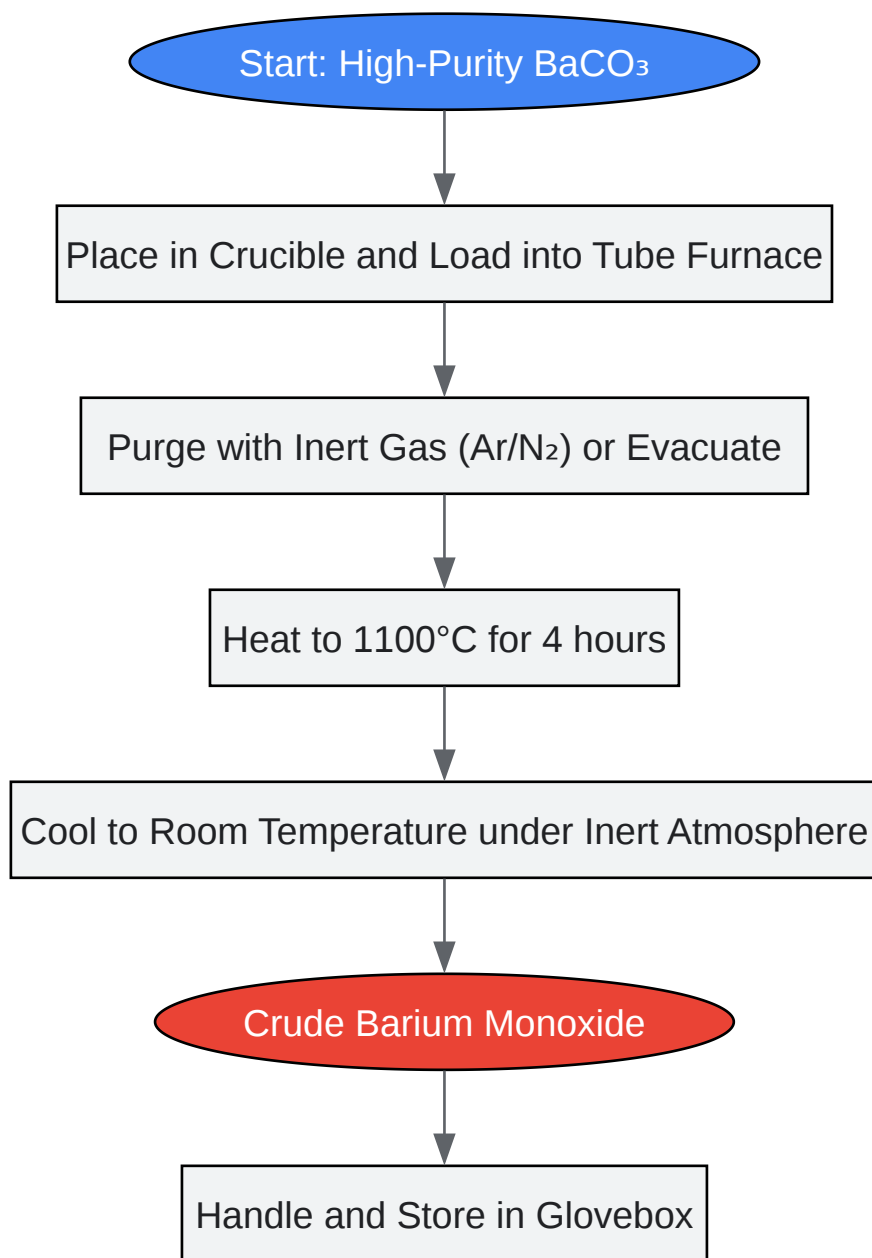 Start: High-Purity BaCO₃
Place in Crucible and Load into Tube Furnace
Purge with Inert Gas (Ar/N₂) or Evacuate
Heat to 1100°C for 4 hours
Cool to Room Temperature under Inert Atmosphere
Crude Barium Monoxide
Handle and Store in Glovebox